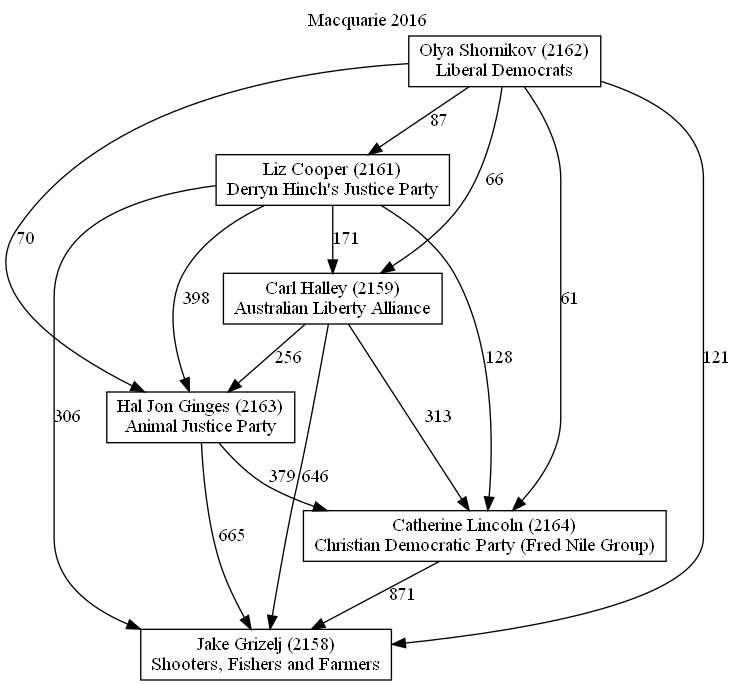 Macquarie 2016
Olya Shornikov (2162)
Liberal Democrats
87
Liz Cooper (2161)
Derryn Hinch's Justice Party
66
70
171
Carl Halley (2159)
Australian Liberty Alliance
398
61
256
128
121
Hal Jon Ginges (2163)
Animal Justice Party
306
313
379
646
Catherine Lincoln (2164)
Christian Democratic Party (Fred Nile Group)
665
871
Jake Grizelj (2158)
Shooters, Fishers and Farmers